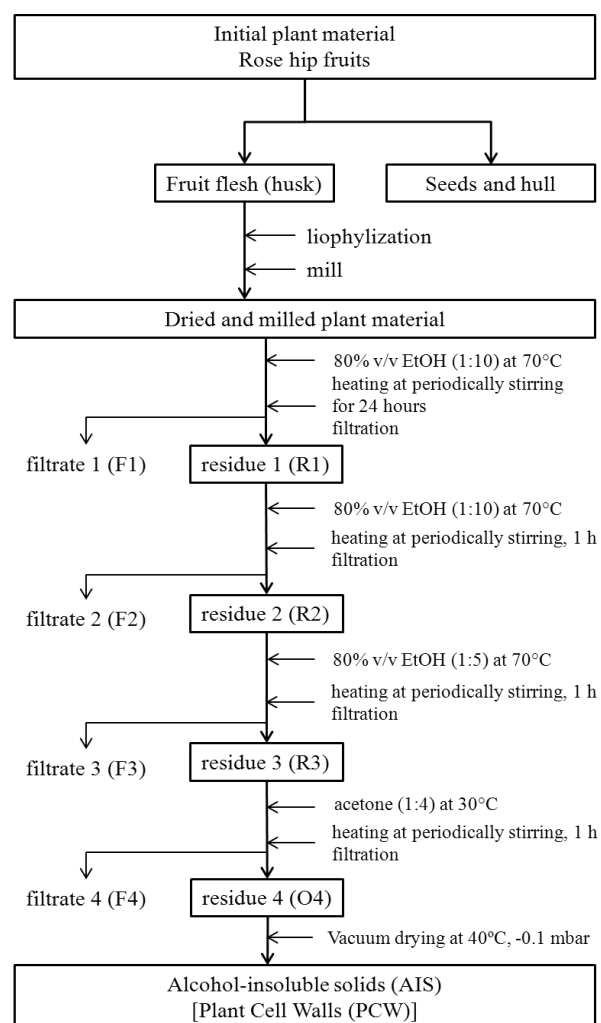 Initial plant material
Rose hip fruits
Fruit flesh (husk)
Seeds and hull
liophylization
mill
Dried and milled plant material
80% v/v EtOH (1:10) at 70°C
heating at periodically stirring
for 24 hours
filtration
filtrate 1 (F1)
residue 1 (R1)
80% v/v EtOH (1:10) at 70°C
heating at periodically stirring, 1 h
filtration
filtrate 2 (F2)
residue 2 (R2)
80% v/v EtOH (1:5) at 70°C
heating at periodically stirring, 1 h
filtration
filtrate 3 (F3)
residue 3 (R3)
acetone (1:4) at 30°C
heating at periodically stirring, 1 h
filtration
filtrate 4 (F4)
residue 4 (O4)
Vacuum drying at 40ºC, -0.1 mbar
Alcohol-insoluble solids (AIS)
[Plant Cell Walls (PCW)]